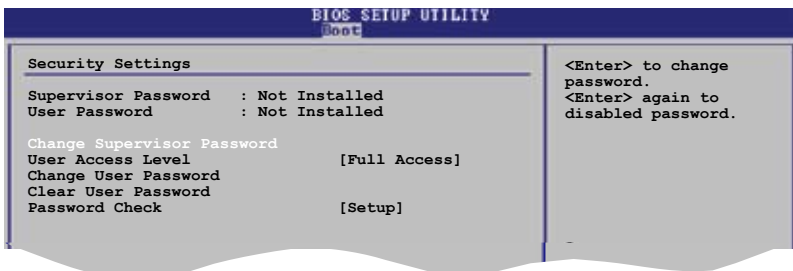 BIOS SETUP UTILITY
Boot
Security Settings
Supervisor Password : Not Installed
User Password : Not Installed
Change Supervisor Password
User Access Level [Full Access]
Change User Password
Clear User Password
Password Check [Setup]
<Enter> to change
password.
<Enter> again to
disabled password.